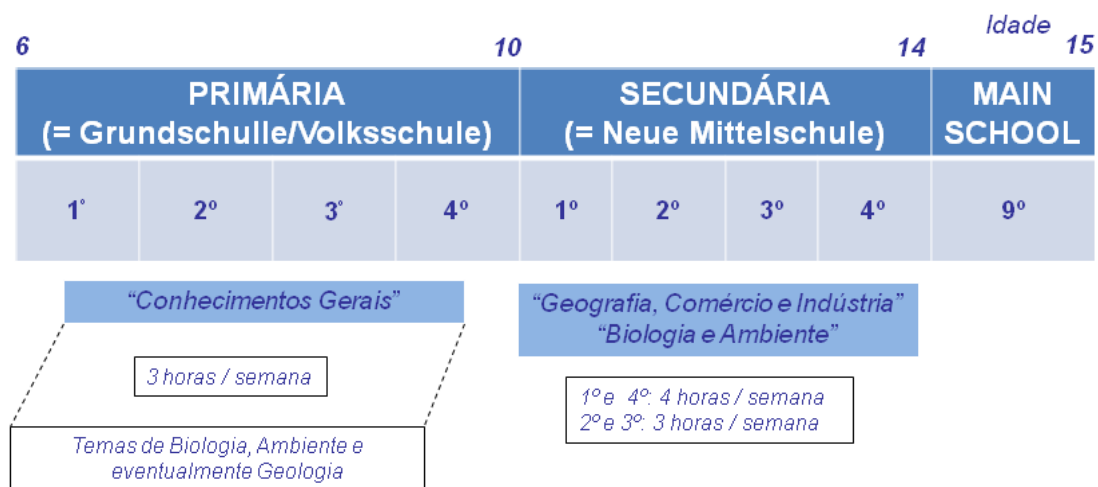 Idade
6 10 14 15
PRIMÁRIA
(= Grundschulle/Volksschule)
SECUNDÁRIA
(= Neue Mittelschule)
MAIN
SCHOOL
1° 2º 3° 4º 1º 2º 3º 4º 9º
“Conhecimentos Gerais”
3 horas / semana
Temas de Biologia, Ambiente e
eventualmente Geologia
“Geografia, Comércio e Indústria”
“Biologia e Ambiente”
1º e 4º: 4 horas / semana
2º e 3º: 3 horas / semana